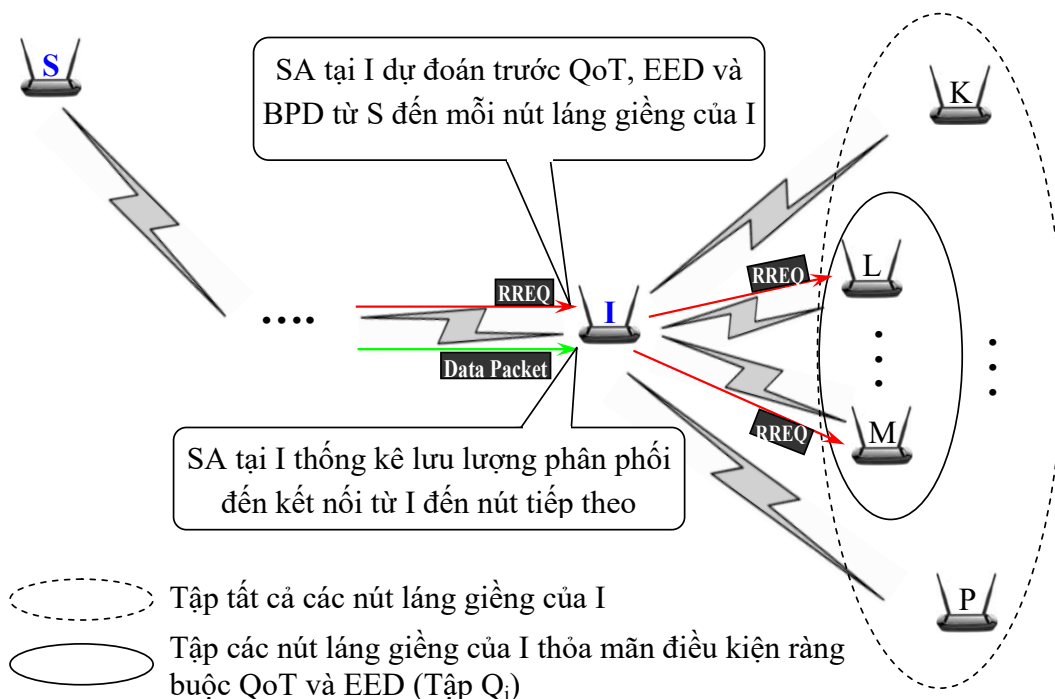 S
SA tại I dự đoán trước QoT, EED và
BPD từ S đến mỗi nút láng giềng của I
K
L
RREQ
RREQ
I
....
Data Packet
RREQ
M
SA tại I thống kê lưu lượng phân phối
đến kết nối từ I đến nút tiếp theo
P
Tập tất cả các nút láng giềng của I
Tập các nút láng giềng của I thỏa mãn điều kiện ràng
buộc QoT và EED (Tập Qi)